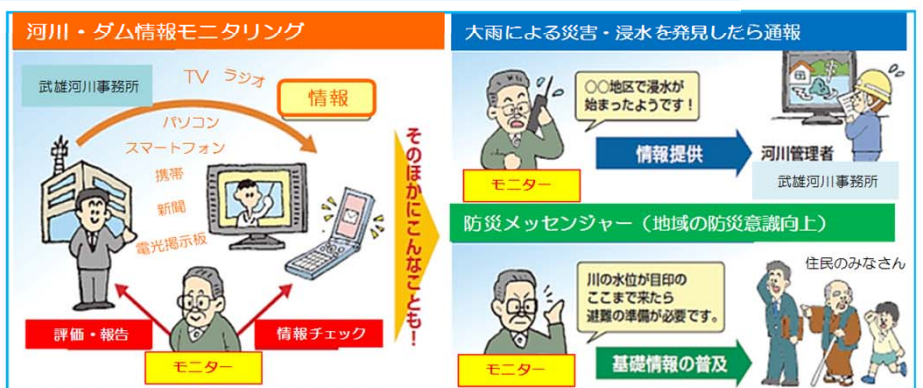 河川・ダム情報モニタリング
武雄河川事務所
TV ラジオ
情報
パソコン
スマートフォン
携帯
新聞
電光掲示板
評価・報告
情報チェック
モニター
そのほかにこんなことも！
大雨による災害・浸水を発見したら通報
○○地区で浸水が
始まったようです！
モニター
情報提供
河川管理者
武雄河川事務所
防災メッセンジャー（地域の防災意識向上）
川の水位が目印の
ここまで来たら
避難の準備が必要です。
モニター
基礎情報の普及
住民のみなさん